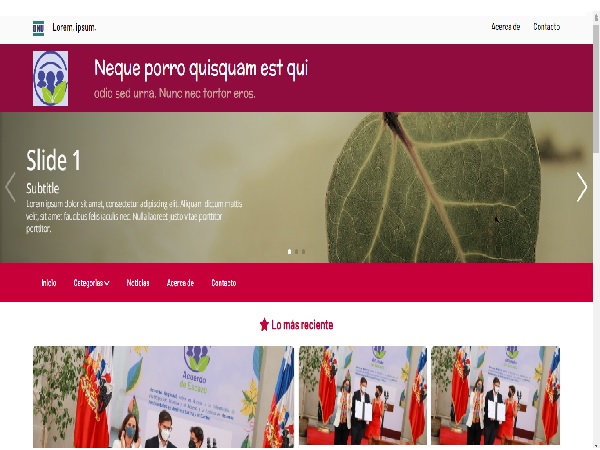 Lorem, ipsum.
Acerca de
Contacto
Neque porro quisquam est qui
odio sed urna. Nunc nec tortor eros.
Slide 1
Subtitle
Lorem ipsum dolor sit amet, consectetur adipiscing elit. Aliquam dictum mattis
velit, sit amet faucibus felis iaculis nec. Nulla laoreet justo vitae porttitor
porttitor.
Inicio
Categorías
Noticias
Acerca de
Contacto
Lo más reciente
Acuerdo
de Escazú